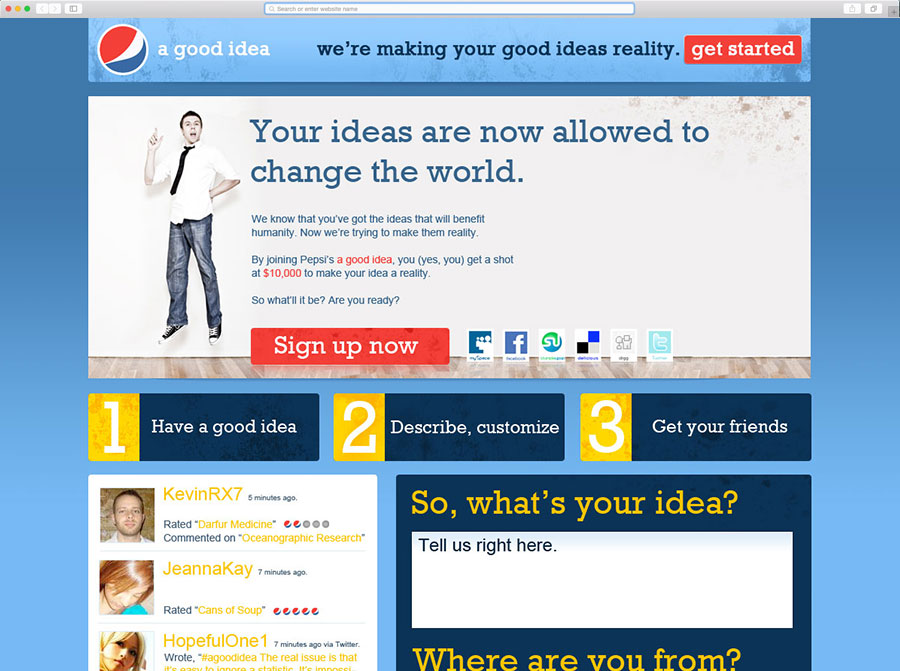 Search or enter website name
a good idea
we're making your good ideas reality. get started
Your ideas are now allowed to
change the world.
We know that you've got the ideas that will benefit
humanity. Now we're trying to make them reality.
By joining Pepsi's a good idea, you (yes, you) get a shot
at $10,000 to make your idea a reality.
So what'll it be? Are you ready?
Sign up now
mySpace
facebook
StumbleUpon
del.icio.us
digg
Twitter
1 Have a good idea
2 Describe, customize
3 Get your friends
KevinRX7 5 minutes ago.
Rated "Darfur Medicine"
Commented on "Oceanographic Research"
JeannaKay 7 minutes ago.
Rated "Cans of Soup"
HopefulOne1 7 minutes ago via Twitter.
Wrote, "#agoodidea The real issue is that
it's easy to ignore a statistic. It's impossi-
So, what's your idea?
Tell us right here.
Where are you from?